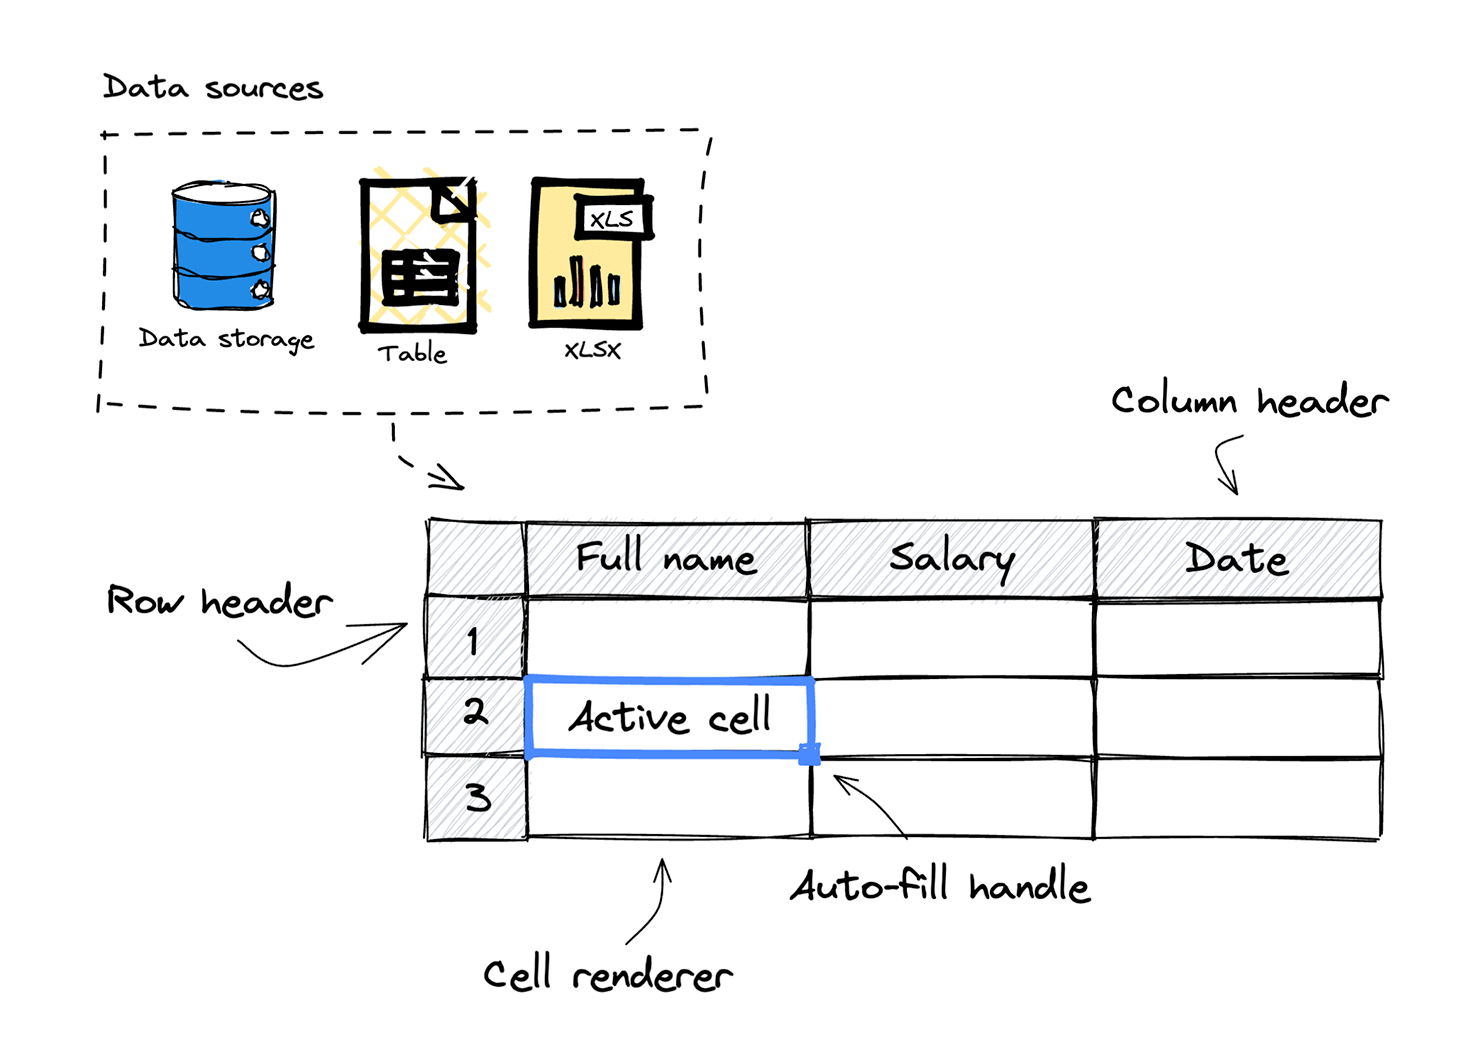 Data sources
XLS
Data storage
Table
XLSX
Column header
Full name
Salary
Date
Row header
1
2
Active cell
3
Auto-fill handle
Cell renderer